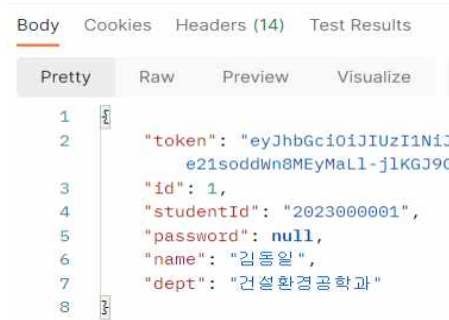 Body Cookies Headers (14) Test Results
Pretty Raw Preview Visualize
1 {
2 "token": "eyJhbGciOiJIUzI1NiJ
e21soddWn8MEyMaLl-jlKGJ9C
3 "id": 1,
4 "studentId": "2023000001",
5 "password": null,
6 "name": "김동일",
7 "dept": "건설환경공학과"
8 }